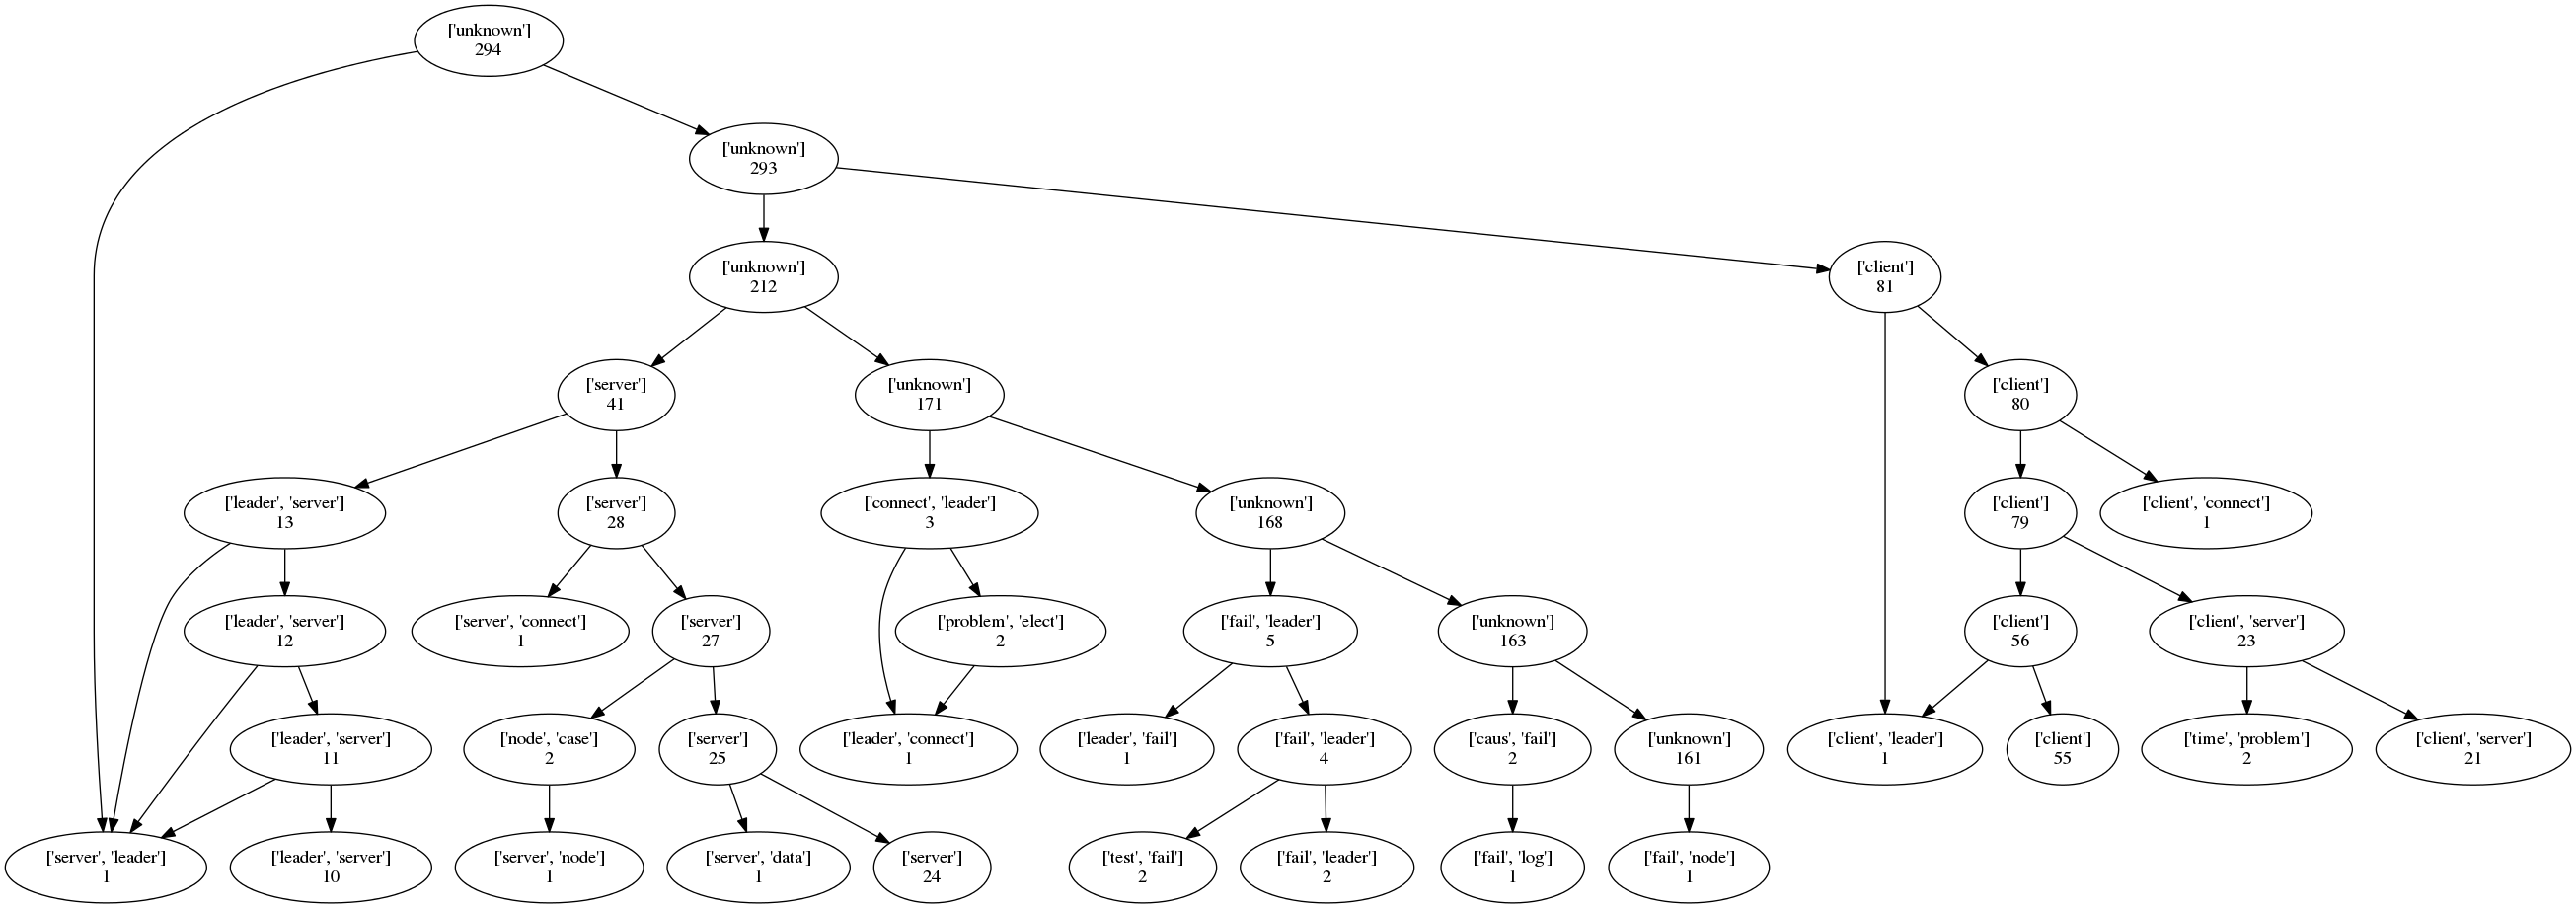 ['unknown']
294
['unknown']
293
['unknown']
212
['client']
81
['server']
41
['unknown']
171
['client']
80
['leader', 'server']
13
['server']
28
['connect', 'leader']
3
['unknown']
168
['client']
79
['client', 'connect']
1
['leader', 'server']
12
['server', 'connect']
1
['server']
27
['problem', 'elect']
2
['fail', 'leader']
5
['unknown']
163
['client']
56
['client', 'server']
23
['leader', 'server']
11
['node', 'case']
2
['server']
25
['leader', 'connect']
1
['leader', 'fail']
1
['fail', 'leader']
4
['caus', 'fail']
2
['unknown']
161
['client', 'leader']
1
['client']
55
['time', 'problem']
2
['client', 'server']
21
['server', 'leader']
1
['leader', 'server']
10
['server', 'node']
1
['server', 'data']
1
['server']
24
['test', 'fail']
2
['fail', 'leader']
2
['fail', 'log']
1
['fail', 'node']
1